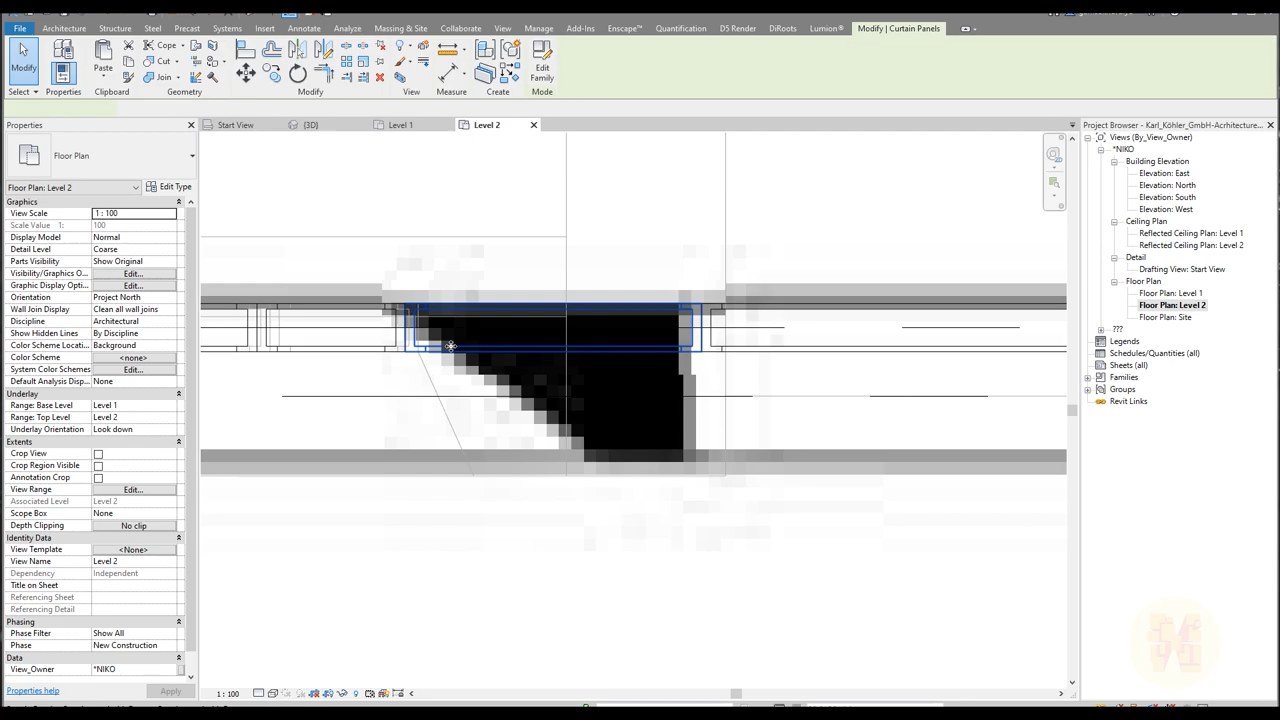 File Architecture Structure Steel Precast Systems Insert Annotate Analyze Massing & Site Collaborate View Manage Add-Ins Enscape™ Quantification D5 Render DiRoots Lumion® Modify | Curtain Panels
Modify Paste Cope Cut Join Edit Family
Select Properties Clipboard Geometry Modify View Measure Create Mode
Properties
Start View {3D} Level 1 Level 2
Floor Plan
Floor Plan: Level 2 Edit Type
Graphics
View Scale 1 : 100
Scale Value 1: 100
Display Model Normal
Detail Level Coarse
Parts Visibility Show Original
Visibility/Graphics O... Edit...
Graphic Display Opti... Edit...
Orientation Project North
Wall Join Display Clean all wall joins
Discipline Architectural
Show Hidden Lines By Discipline
Color Scheme Locati... Background
Color Scheme <none>
System Color Schemes Edit...
Default Analysis Disp... None
Underlay
Range: Base Level Level 1
Range: Top Level Level 2
Underlay Orientation Look down
Extents
Crop View
Crop Region Visible
Annotation Crop
View Range Edit...
Associated Level Level 2
Scope Box None
Depth Clipping No clip
Identity Data
View Template <None>
View Name Level 2
Dependency Independent
Title on Sheet
Referencing Sheet
Referencing Detail
Phasing
Phase Filter Show All
Phase New Construction
Data
View_Owner *NIKO
Properties help Apply
1 : 100
Project Browser - Karl_Köhler_GmbH-Acrhitecture...
Views (By_View_Owner)
*NIKO
Building Elevation
Elevation: East
Elevation: North
Elevation: South
Elevation: West
Ceiling Plan
Reflected Ceiling Plan: Level 1
Reflected Ceiling Plan: Level 2
Detail
Drafting View: Start View
Floor Plan
Floor Plan: Level 1
Floor Plan: Level 2
Floor Plan: Site
???
Legends
Schedules/Quantities (all)
Sheets (all)
Families
Groups
Revit Links